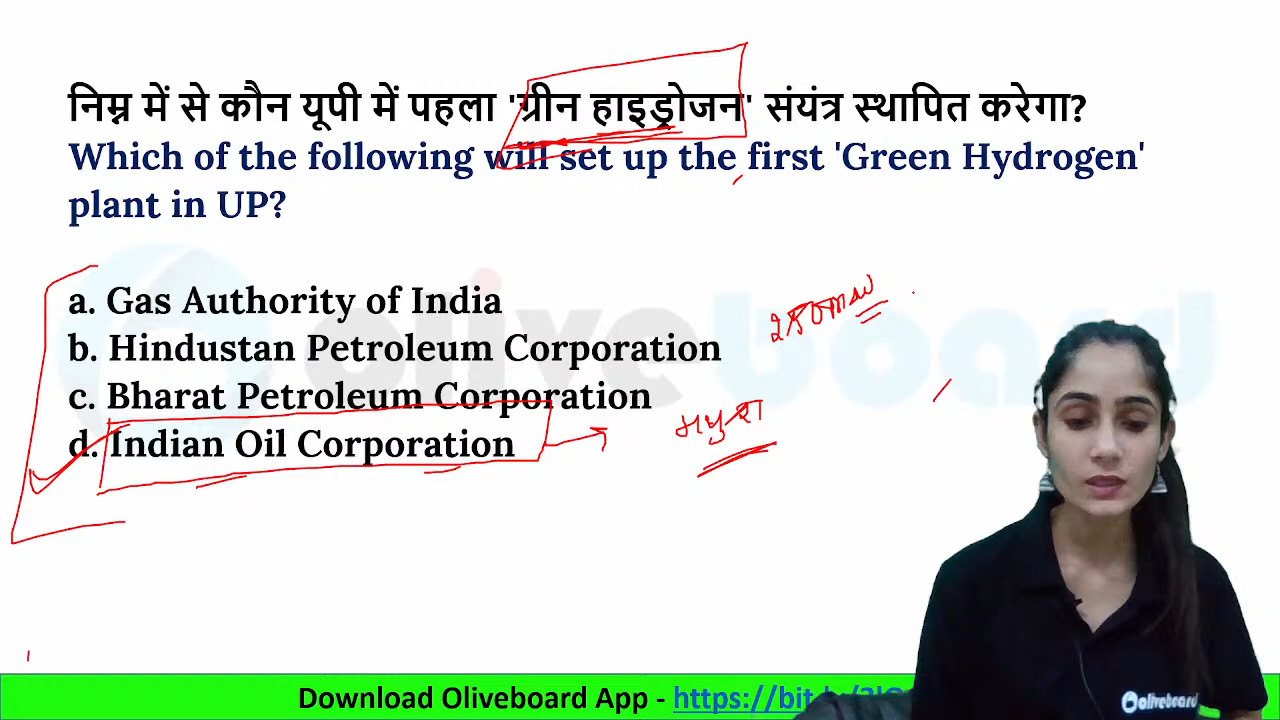 निम्न में से कौन यूपी में पहला 'ग्रीन हाइड्रोजन' संयंत्र स्थापित करेगा?
Which of the following will set up the first 'Green Hydrogen'
plant in UP?
a. Gas Authority of India
250mw
b. Hindustan Petroleum Corporation
c. Bharat Petroleum Corporation
मथुरा
d. Indian Oil Corporation
oliveboard
oliveboard
Download Oliveboard App - https://bit.ly/